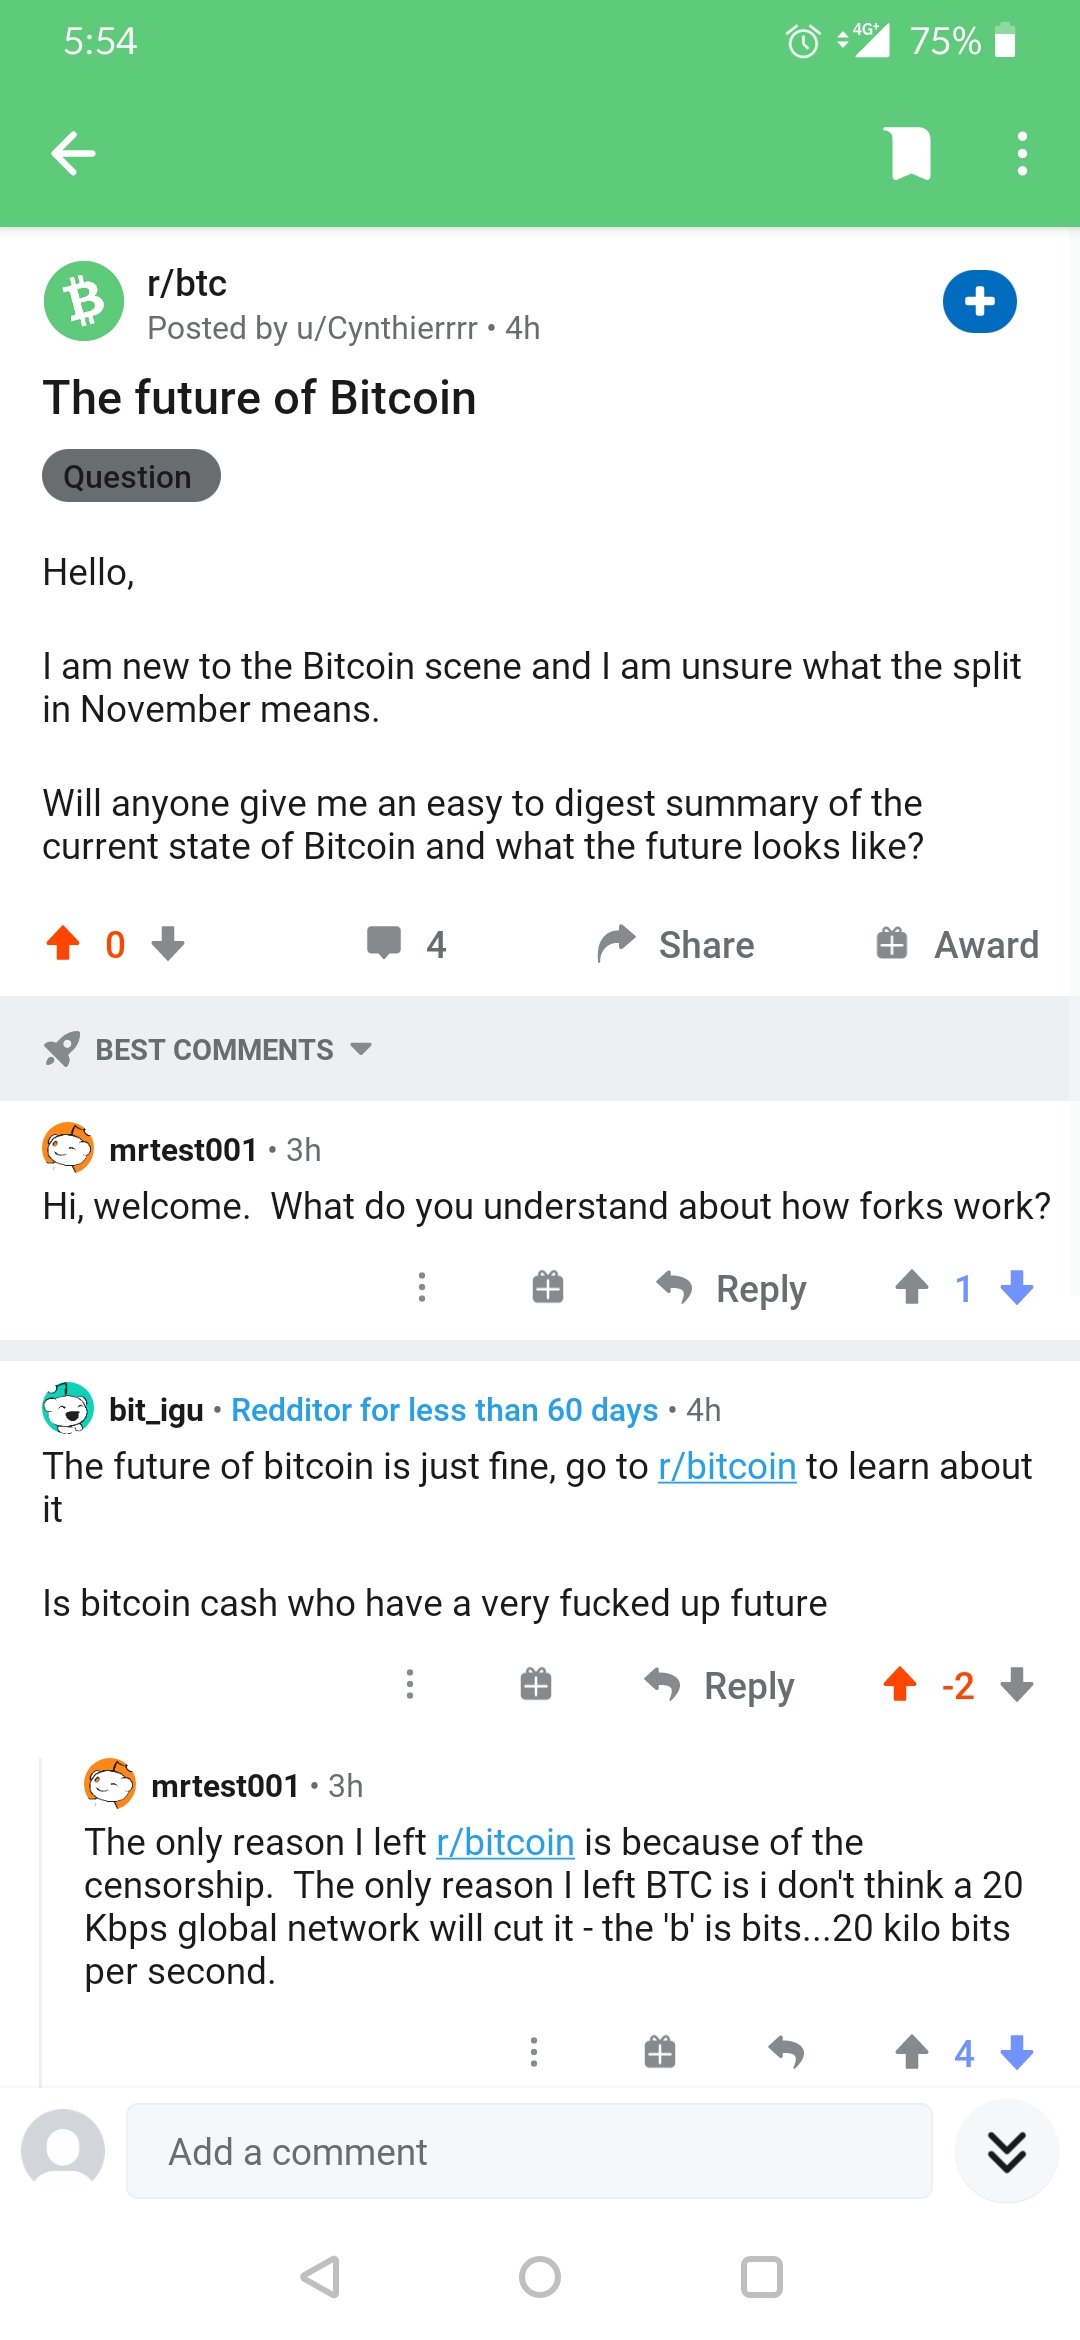 5:54
4G+ 75%
r/btc
Posted by u/Cynthierrrr • 4h
The future of Bitcoin
Question
Hello,
I am new to the Bitcoin scene and I am unsure what the split
in November means.
Will anyone give me an easy to digest summary of the
current state of Bitcoin and what the future looks like?
0 4 Share Award
BEST COMMENTS
mrtest001 • 3h
Hi, welcome.  What do you understand about how forks work?
Reply 1
bit_igu • Redditor for less than 60 days • 4h
The future of bitcoin is just fine, go to r/bitcoin to learn about
it
Is bitcoin cash who have a very fucked up future
Reply -2
mrtest001 • 3h
The only reason I left r/bitcoin is because of the
censorship.  The only reason I left BTC is i don't think a 20
Kbps global network will cut it - the 'b' is bits...20 kilo bits
per second.
4
Add a comment